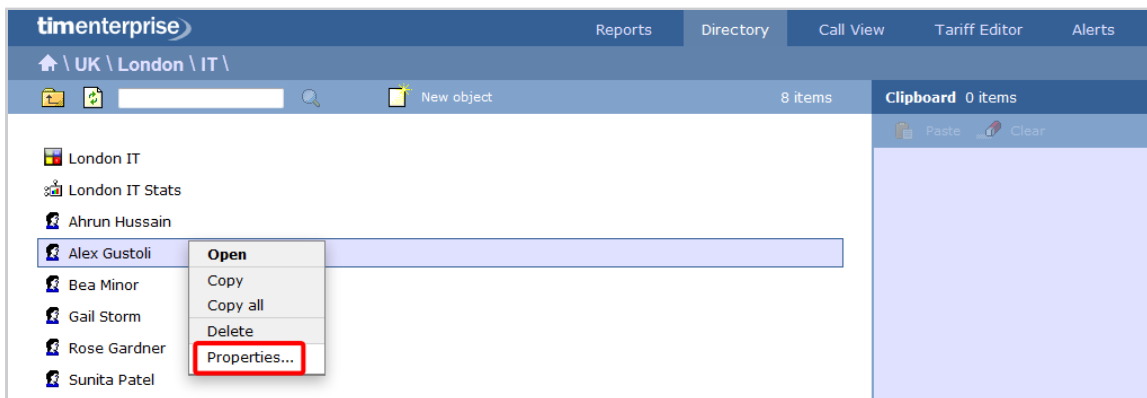 timenterprise
Reports Directory Call View Tariff Editor Alerts
\ UK \ London \ IT \
New object 8 items Clipboard 0 items
Paste Clear
London IT
London IT Stats
Ahrun Hussain
Alex Gustoli
Open
Bea Minor
Copy
Copy all
Gail Storm
Delete
Rose Gardner
Properties...
Sunita Patel